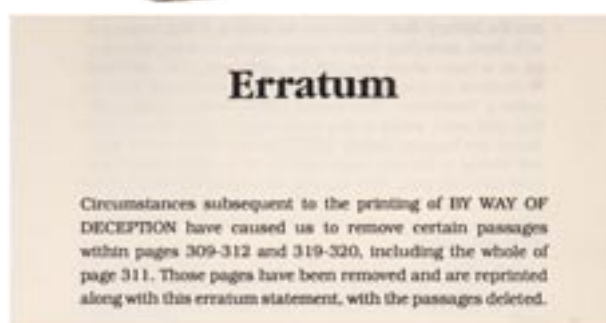 Erratum
Circumstances subsequent to the printing of BY WAY OF
DECEPTION have caused us to remove certain passages
within pages 309-312 and 319-320, including the whole of
page 311. Those pages have been removed and are reprinted
along with this erratum statement, with the passages deleted.